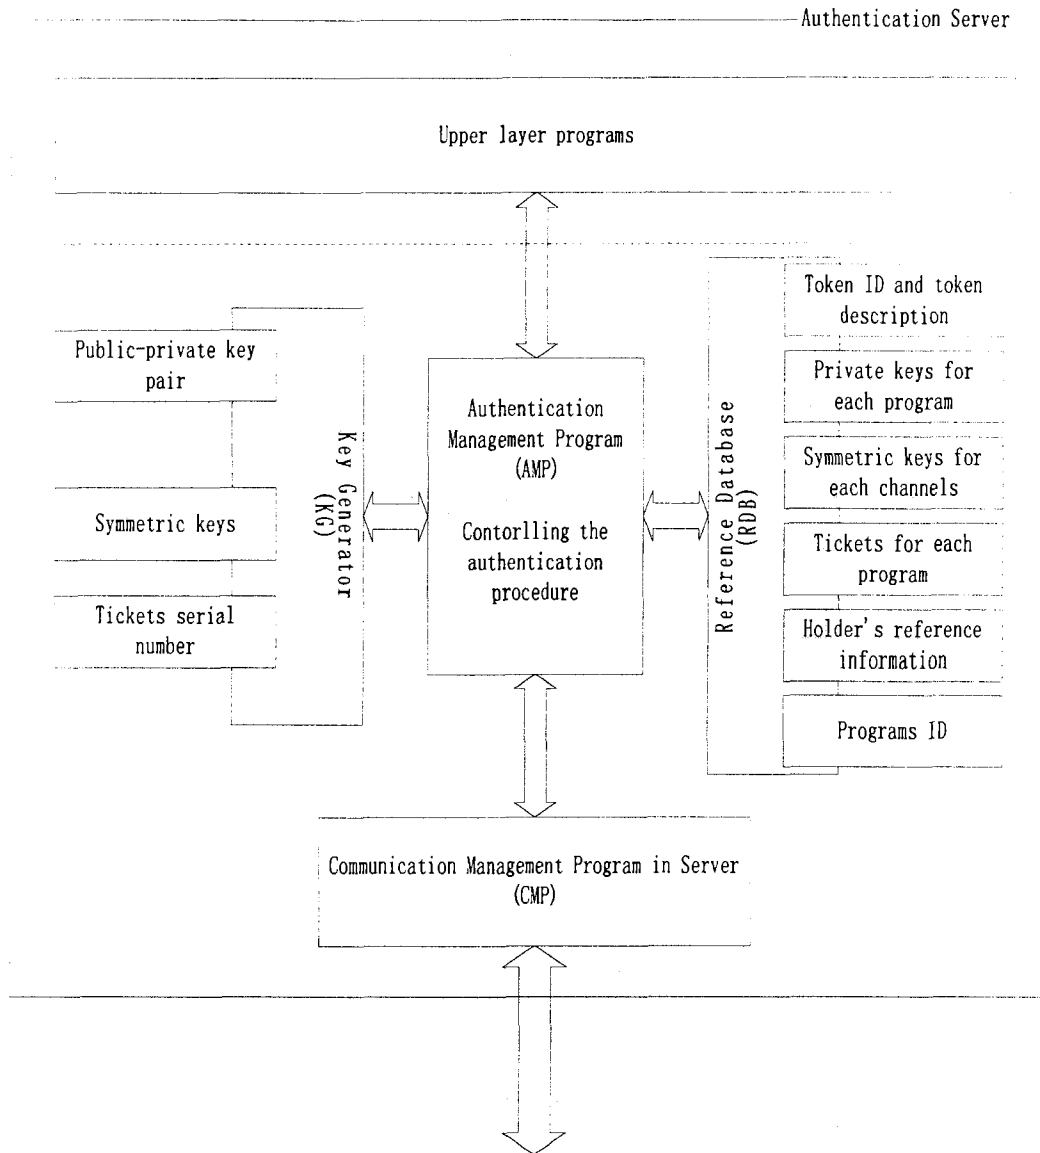 Authentication Server
Upper layer programs
Public-private key
pair
Symmetric keys
Tickets serial
number
Key Generator
(KG)
Authentication
Management Program
(AMP)
Contorlling the
authentication
procedure
Reference Database
(RDB)
Token ID and token
description
Private keys for
each program
Symmetric keys for
each channels
Tickets for each
program
Holder's reference
information
Programs ID
Communication Management Program in Server
(CMP)